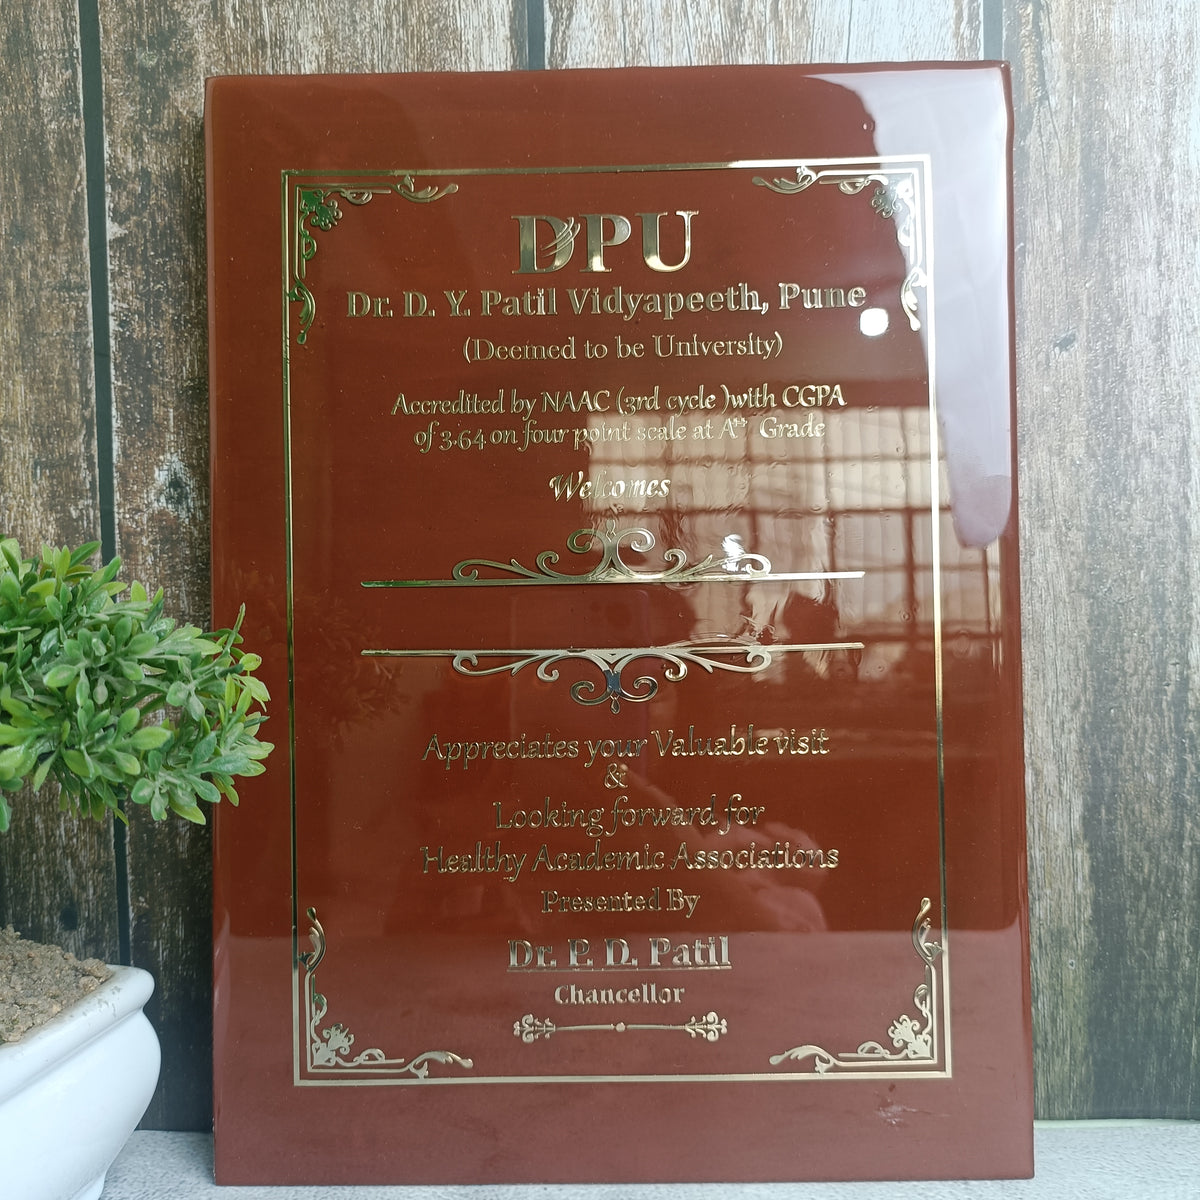 DPU
Dr. D. Y. Patil Vidyapeeth, Pune
(Deemed to be University)
Accredited by NAAC (3rd cycle )with CGPA
of 3.64 on four point scale at A⁺⁺ Grade
Welcomes
Appreciates your Valuable visit
&
Looking forward for
Healthy Academic Associations
Presented By
Dr. P. D. Patil
Chancellor